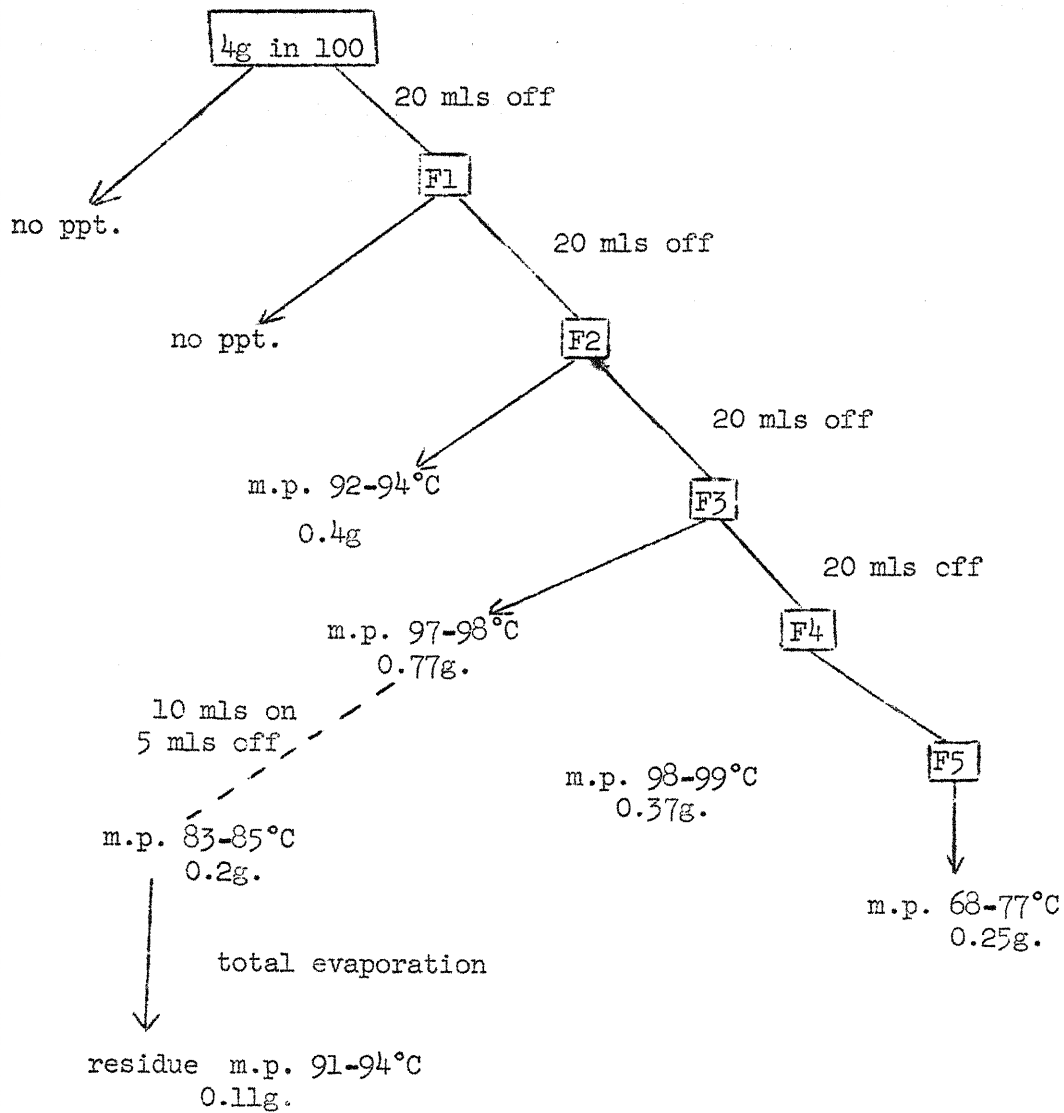 4g in 100
20 mls off
F1
no ppt.
20 mls off
no ppt.
F2
20 mls off
m.p. 92-94°C
0.4g
F3
20 mls off
m.p. 97-98°C
0.77g.
F4
10 mls on
5 mls off
F5
m.p. 98-99°C
0.37g.
m.p. 83-85°C
0.2g.
m.p. 68-77°C
0.25g.
total evaporation
residue m.p. 91-94°C
0.11g.